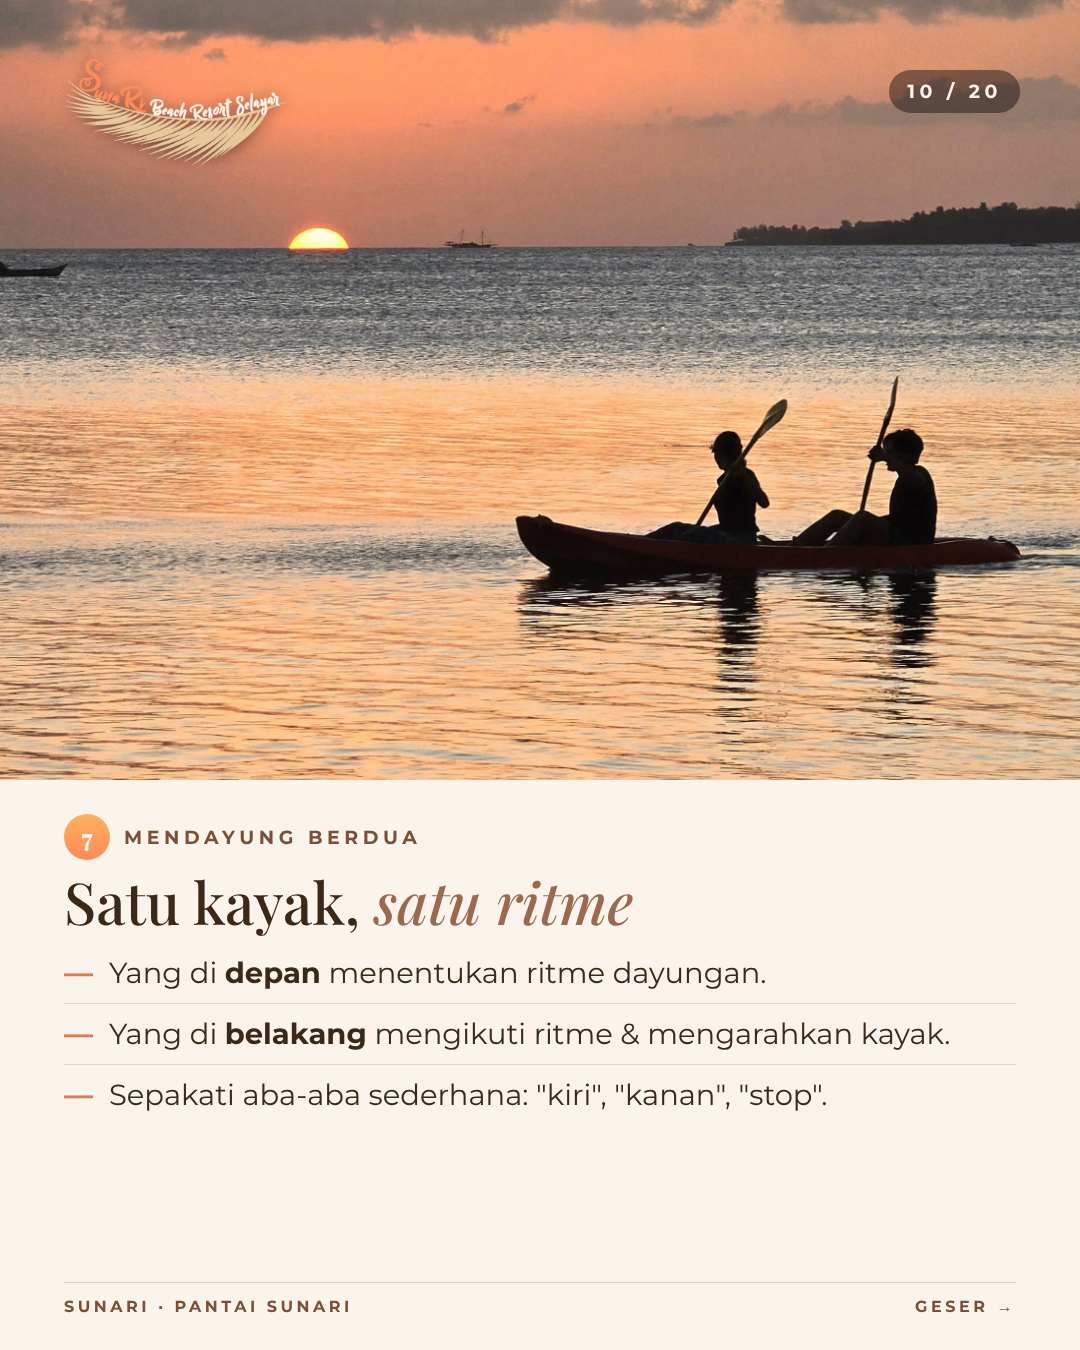 SunaRi Beach Resort Selayar
10 / 20
7 MENDAYUNG BERDUA
Satu kayak, satu ritme
— Yang di depan menentukan ritme dayungan.
— Yang di belakang mengikuti ritme & mengarahkan kayak.
— Sepakati aba-aba sederhana: "kiri", "kanan", "stop".
SUNARI · PANTAI SUNARI
GESER →